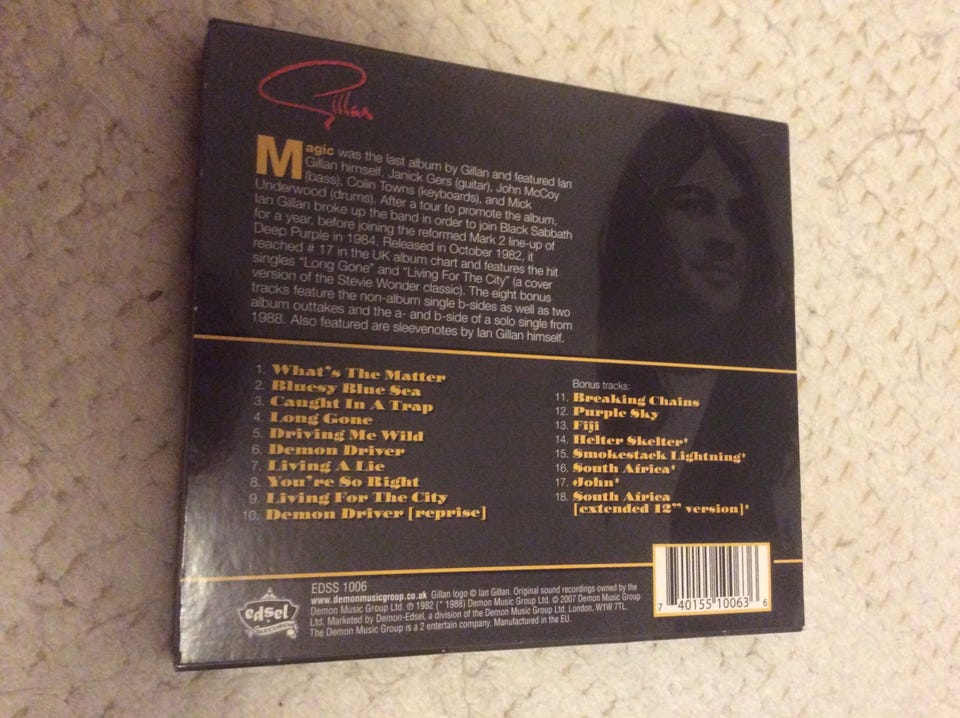 Gillan
Magic was the last album by Gillan and featured Ian
Gillan himself, Janick Gers (guitar), John McCoy
(bass), Colin Towns (keyboards), and Mick
Underwood (drums). After a tour to promote the album,
Ian Gillan broke up the band in order to join Black Sabbath
for a year, before joining the reformed Mark 2 line-up of
Deep Purple in 1984. Released in October 1982, it
reached # 17 in the UK album chart and features the hit
singles "Long Gone" and "Living For The City" (a cover
version of the Stevie Wonder classic). The eight bonus
tracks feature the non-album single b-sides as well as two
album outtakes and the a- and b-side of a solo single from
1988. Also featured are sleevenotes by Ian Gillan himself.
1. What's The Matter
2. Bluesy Blue Sea
3. Caught In A Trap
4. Long Gone
5. Driving Me Wild
6. Demon Driver
7. Living A Lie
8. You're So Right
9. Living For The City
10. Demon Driver [reprise]
Bonus tracks:
11. Breaking Chains
12. Purple Sky
13. Fiji
14. Helter Skelter*
15. Smokestack Lightning*
16. South Africa*
17. John*
18. South Africa
[extended 12" version]*
edsel
EDSS 1006
www.demonmusicgroup.co.uk Gillan logo © Ian Gillan. Original sound recordings owned by the
Demon Music Group Ltd. ℗ 1982 (* 1988) Demon Music Group Ltd. © 2007 Demon Music Group
Ltd. Marketed by Demon-Edsel, a division of the Demon Music Group Ltd. London. W1W 7TL.
The Demon Music Group is a 2 entertain company. Manufactured in the EU.
7 40155 10063 6